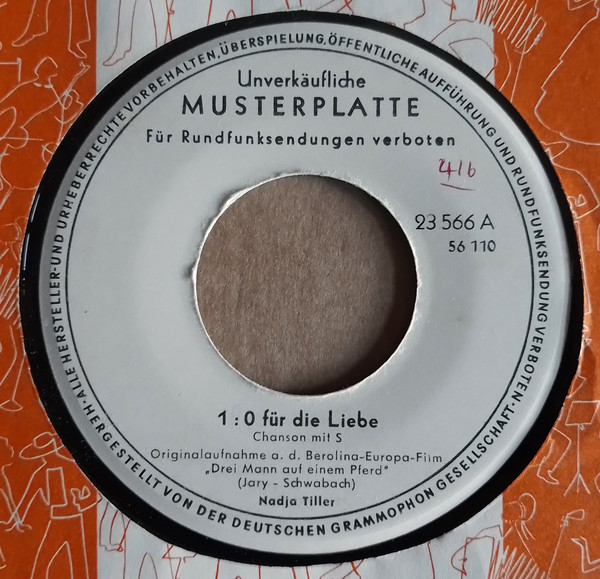 ALLE HERSTELLER-UND URHEBERRECHTE VORBEHALTEN, ÜBERSPIELUNG, ÖFFENTLICHE AUFFÜHRUNG UND RUNDFUNKSENDUNG VERBOTEN·
Unverkäufliche
MUSTERPLATTE
Für Rundfunksendungen verboten
416
23 566 A
56 110
1 : 0 für die Liebe
Chanson mit S
Originalaufnahme a. d. Berolina-Europa-Film
„Drei Mann auf einem Pferd“
(Jary - Schwabach)
Nadja Tiller
·HERGESTELLT VON DER DEUTSCHEN GRAMMOPHON GESELLSCHAFT·